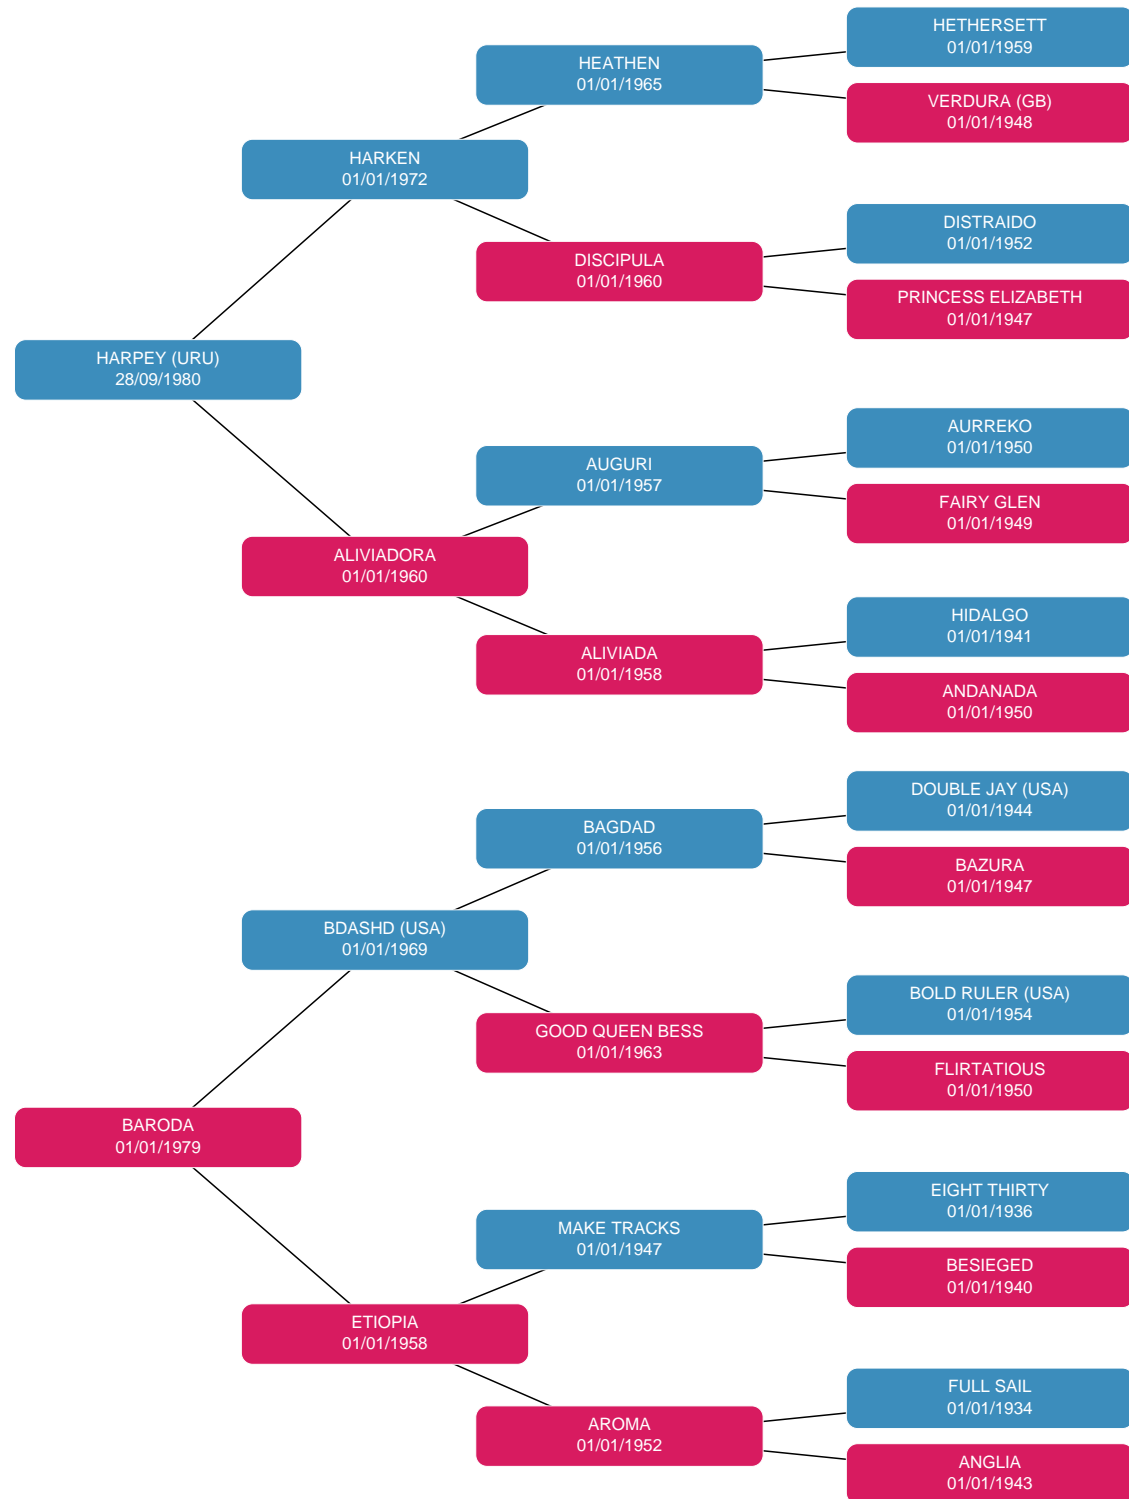 HETHERSETT
01/01/1959
HEATHEN
01/01/1965
VERDURA (GB)
01/01/1948
HARKEN
01/01/1972
DISTRAIDO
01/01/1952
DISCIPULA
01/01/1960
PRINCESS ELIZABETH
01/01/1947
HARPEY (URU)
28/09/1980
AURREKO
01/01/1950
AUGURI
01/01/1957
FAIRY GLEN
01/01/1949
ALIVIADORA
01/01/1960
HIDALGO
01/01/1941
ALIVIADA
01/01/1958
ANDANADA
01/01/1950
DOUBLE JAY (USA)
01/01/1944
BAGDAD
01/01/1956
BAZURA
01/01/1947
BDASHD (USA)
01/01/1969
BOLD RULER (USA)
01/01/1954
GOOD QUEEN BESS
01/01/1963
FLIRTATIOUS
01/01/1950
BARODA
01/01/1979
EIGHT THIRTY
01/01/1936
MAKE TRACKS
01/01/1947
BESIEGED
01/01/1940
ETIOPIA
01/01/1958
FULL SAIL
01/01/1934
AROMA
01/01/1952
ANGLIA
01/01/1943